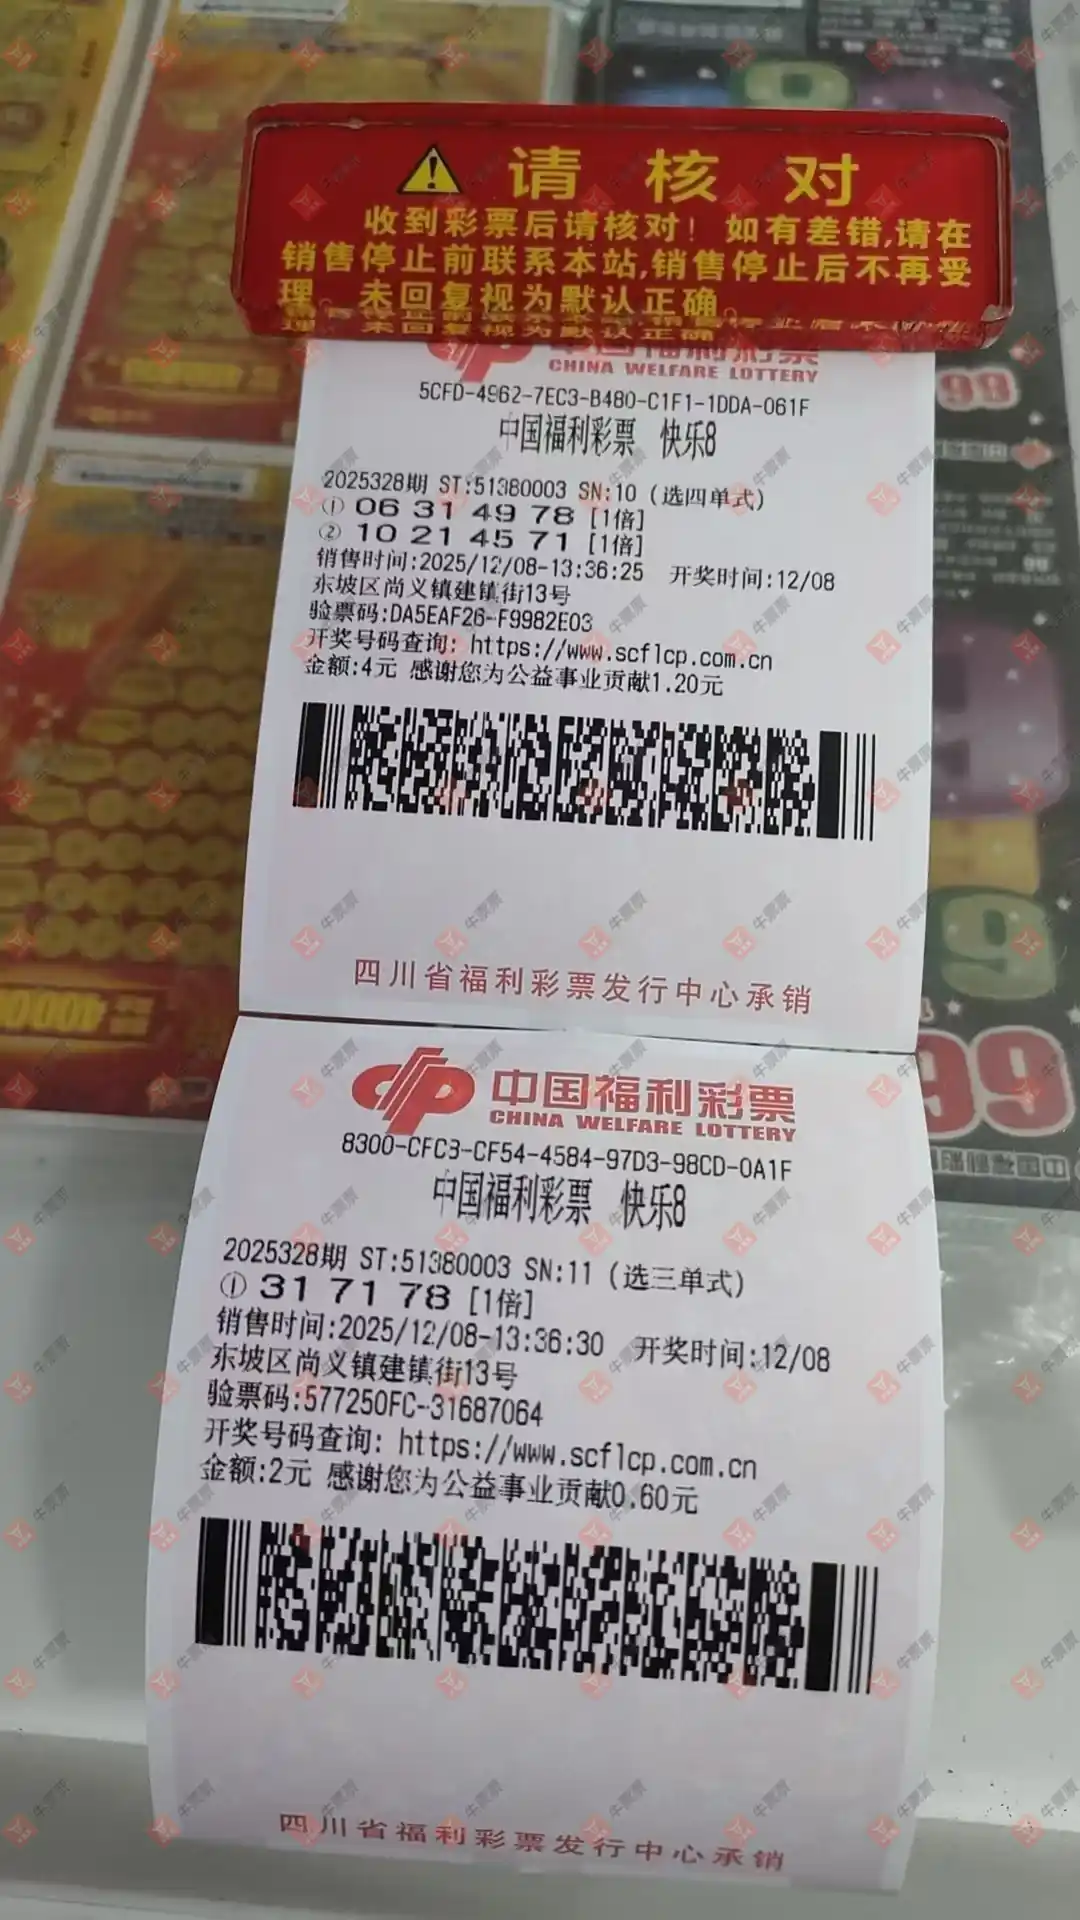 请核对
收到彩票后请核对！如有差错,请在
销售停止前联系本站,销售停止后不再受
理。未回复视为默认正确。
中国福利彩票
CHINA WELFARE LOTTERY
5CFD-4962-7EC3-B480-C1F1-1DDA-061F
中国福利彩票 快乐8
2025328期 ST:51380003 SN:10 (选四单式)
① 06 31 49 78 [1倍]
② 10 21 45 71 [1倍]
销售时间:2025/12/08-13:36:25 开奖时间:12/08
东坡区尚义镇建镇街13号
验票码:DA5EAF26-F9982E03
开奖号码查询: https://www.scflcp.com.cn
金额:4元 感谢您为公益事业贡献1.20元
四川省福利彩票发行中心承销
中国福利彩票
CHINA WELFARE LOTTERY
8300-CFC3-CF54-4584-97D3-98CD-0A1F
中国福利彩票 快乐8
2025328期 ST:51380003 SN:11 (选三单式)
① 31 71 78 [1倍]
销售时间:2025/12/08-13:36:30 开奖时间:12/08
东坡区尚义镇建镇街13号
验票码:577250FC-31687064
开奖号码查询: https://www.scflcp.com.cn
金额:2元 感谢您为公益事业贡献0.60元
四川省福利彩票发行中心承销
牛票票